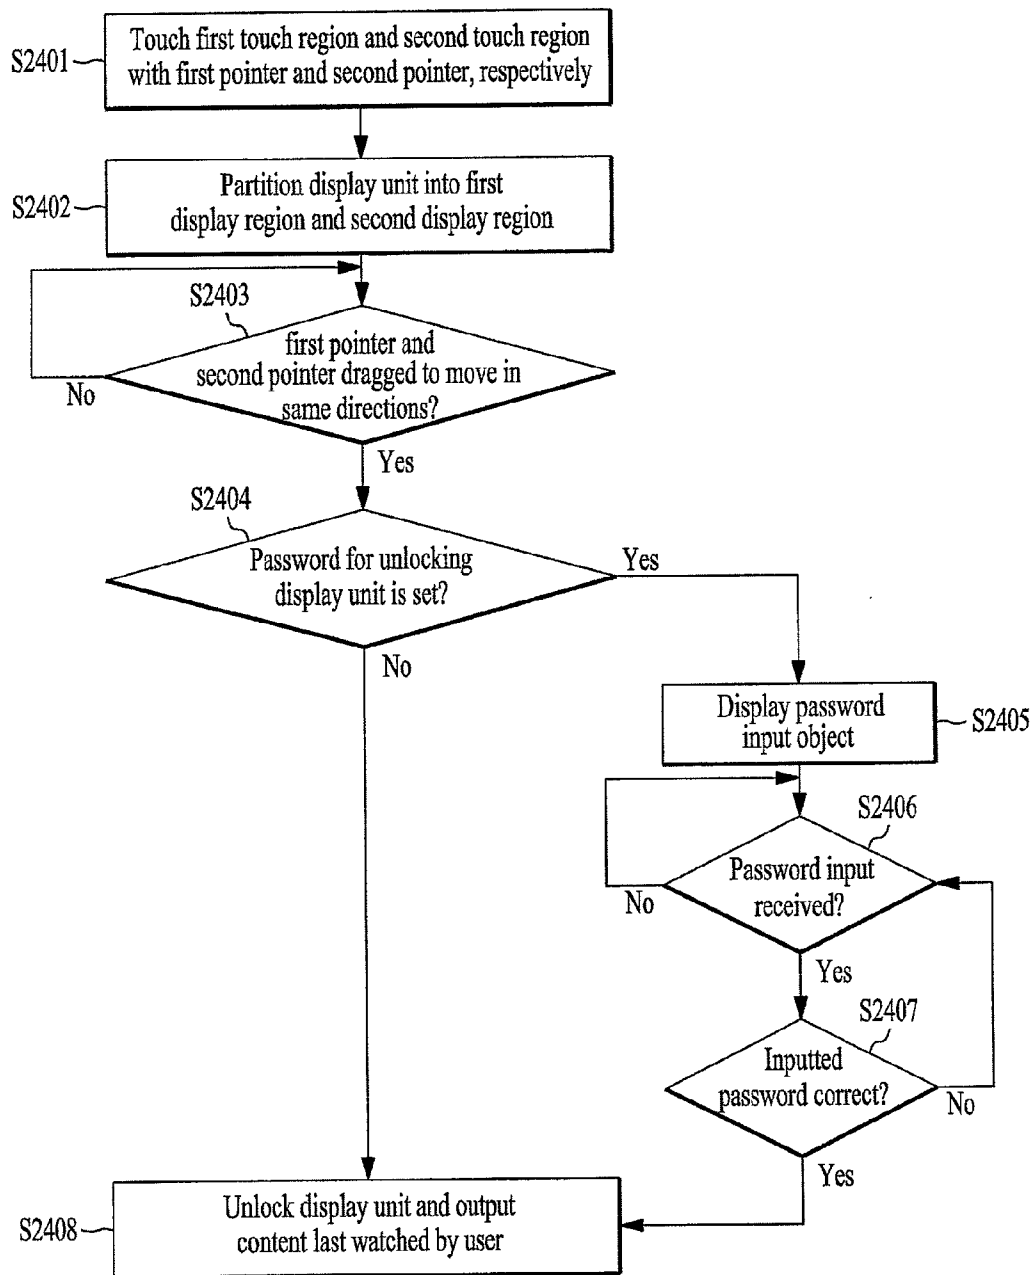 S2401
Touch first touch region and second touch region
with first pointer and second pointer, respectively
S2402
Partition display unit into first
display region and second display region
S2403
first pointer and
second pointer dragged to move in
same directions?
No
Yes
S2404
Password for unlocking
display unit is set?
Yes
No
Display password
input object
S2405
S2406
Password input
received?
No
Yes
S2407
Inputted
password correct?
No
Yes
S2408
Unlock display unit and output
content last watched by user